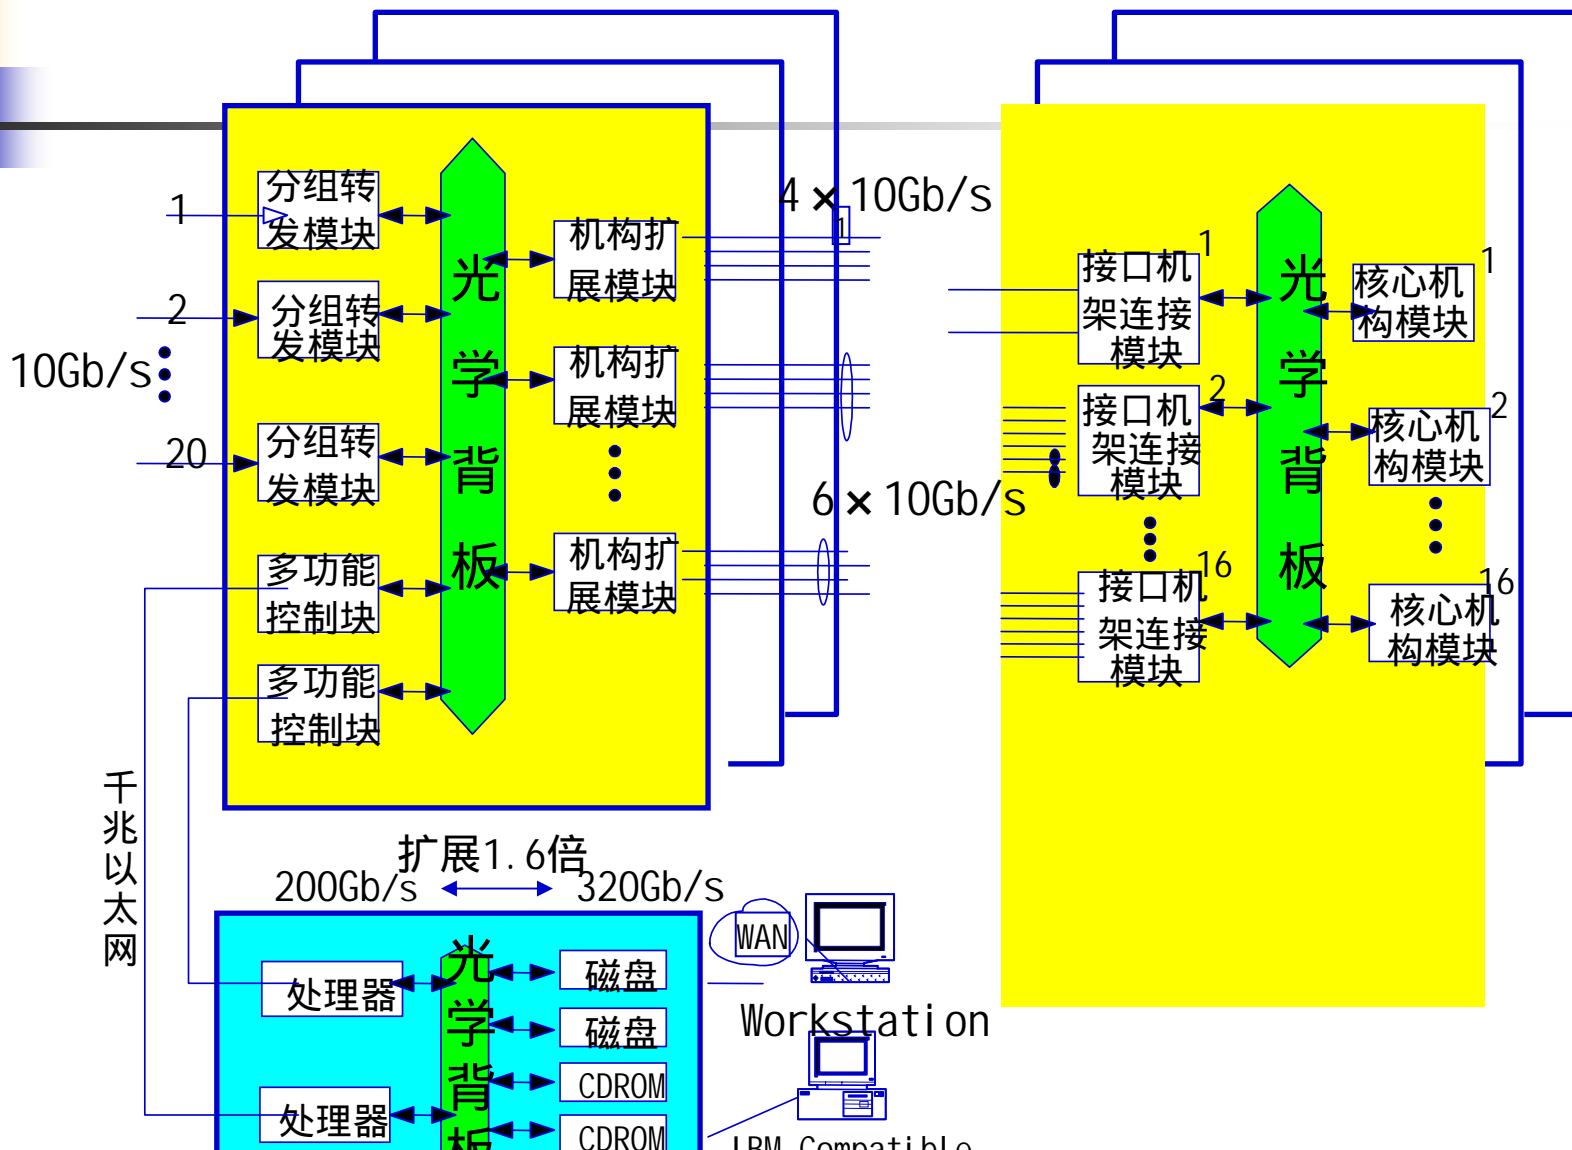 1
分组转
发模块
2
分组转
发模块
10Gb/s
20
分组转
发模块
多功能
控制块
多功能
控制块
光
学
背
板
机构扩
展模块
机构扩
展模块
机构扩
展模块
4×10Gb/s
1
6×10Gb/s
接口机
架连接
模块
1
接口机
架连接
模块
2
接口机
架连接
模块
16
光
学
背
板
核心机
构模块
1
核心机
构模块
2
核心机
构模块
16
千
兆
以
太
网
扩展1.6倍
200Gb/s
320Gb/s
处理器
处理器
光
学
背
板
磁盘
磁盘
CDROM
CDROM
WAN
Workstation
IBM Compatible